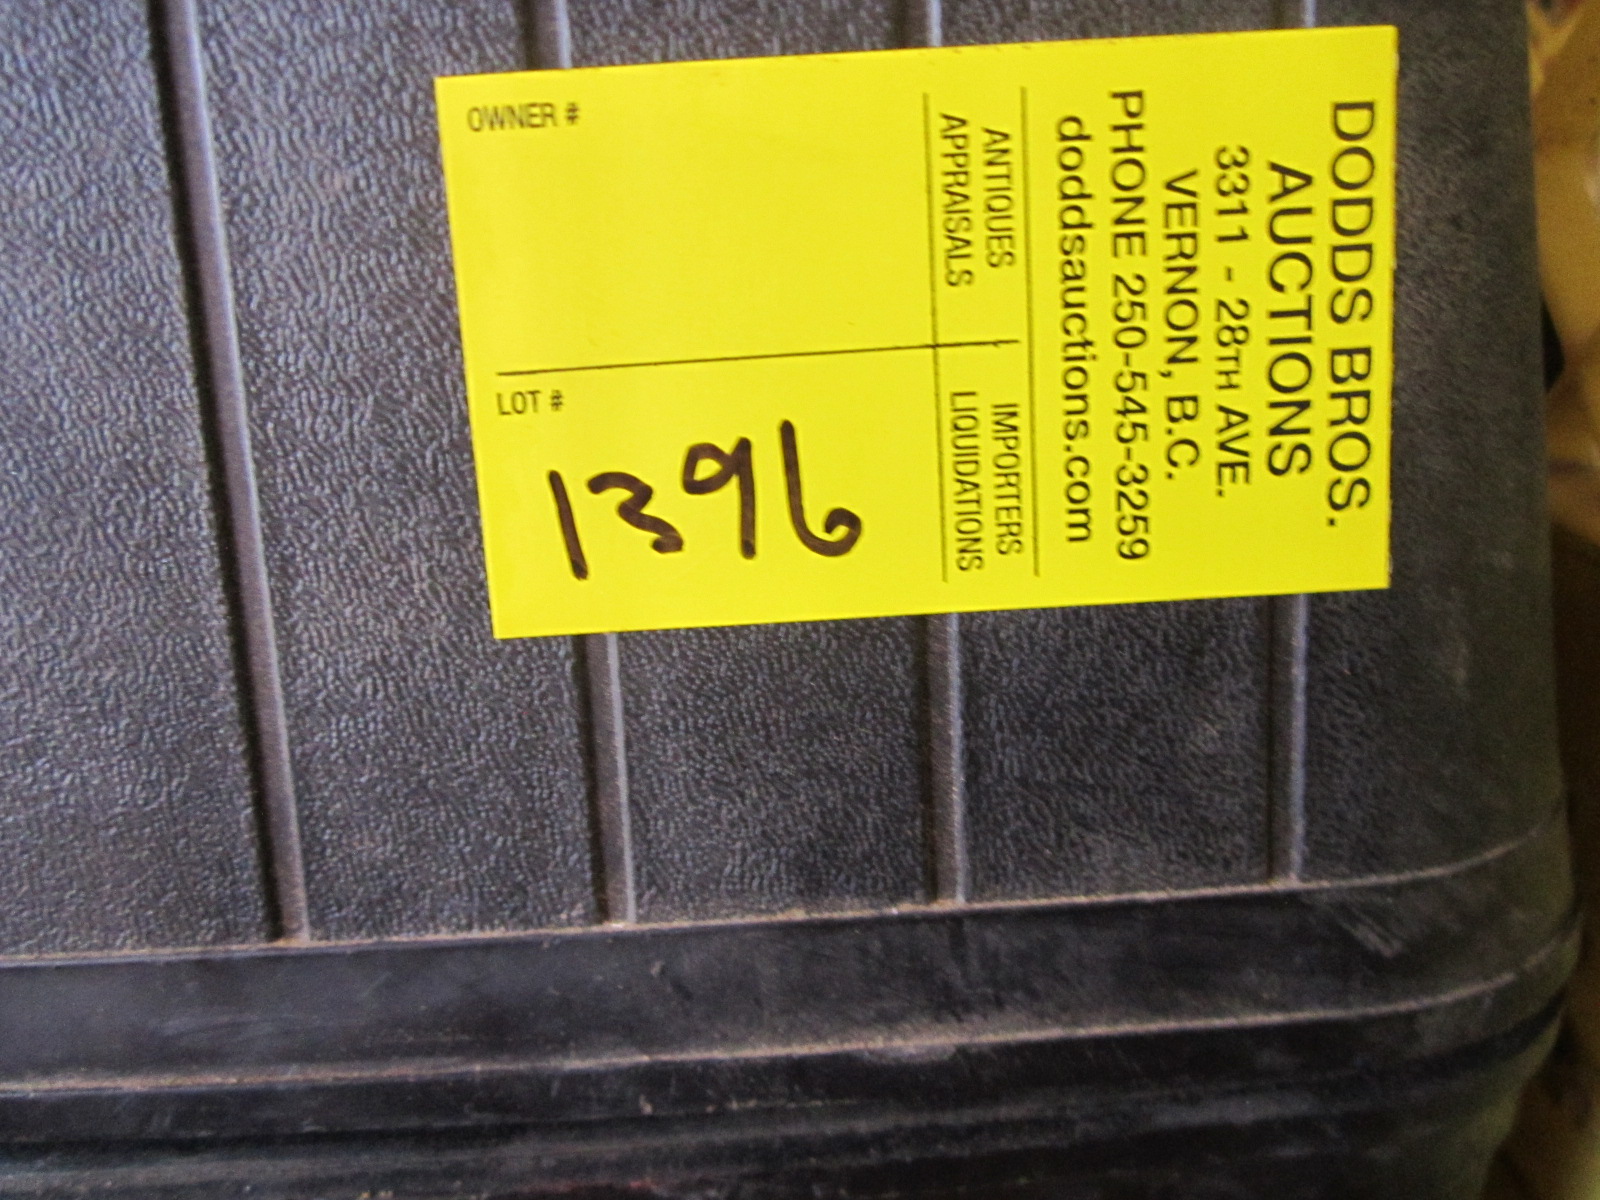 DODDS BROS.
AUCTIONS
3311 - 28TH AVE.
VERNON, B.C.
PHONE 250-545-3259
doddsauctions.com
ANTIQUES IMPORTERS
APPRAISALS LIQUIDATIONS
OWNER #
LOT #
1396